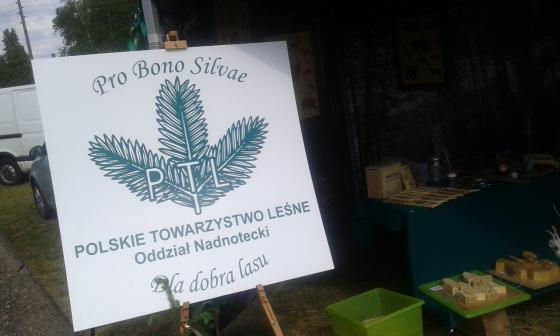 Pro Bono Silvae
PTL
POLSKIE TOWARZYSTWO LEŚNE
Oddział Nadnotecki
Dla dobra lasu